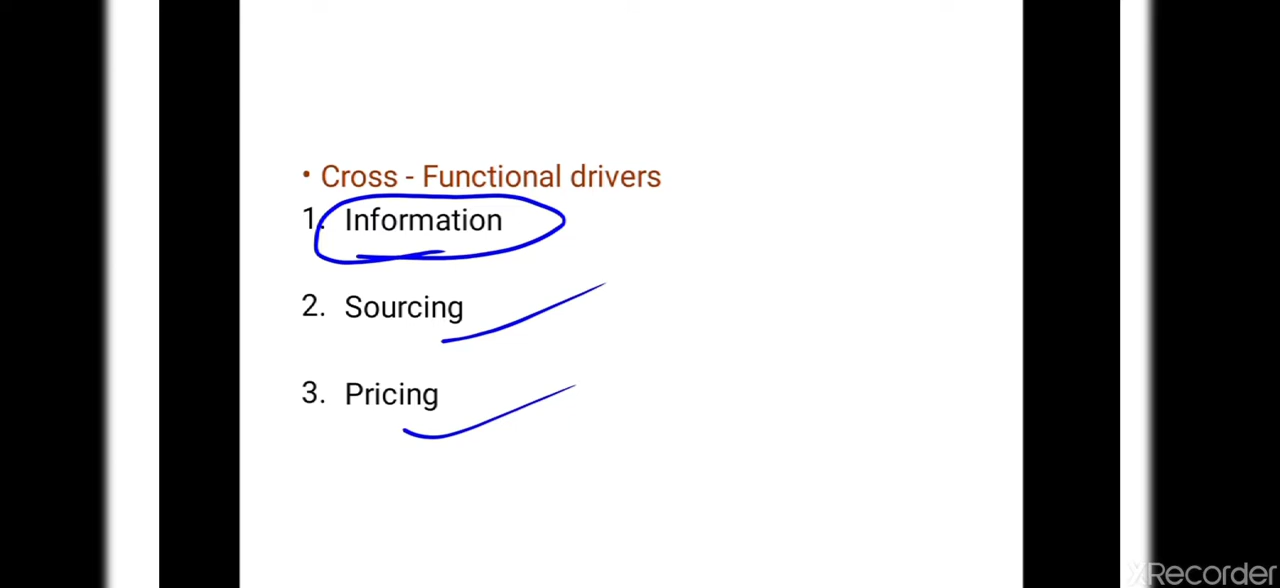 • Cross - Functional drivers
1. Information
2. Sourcing
3. Pricing
XRecorder